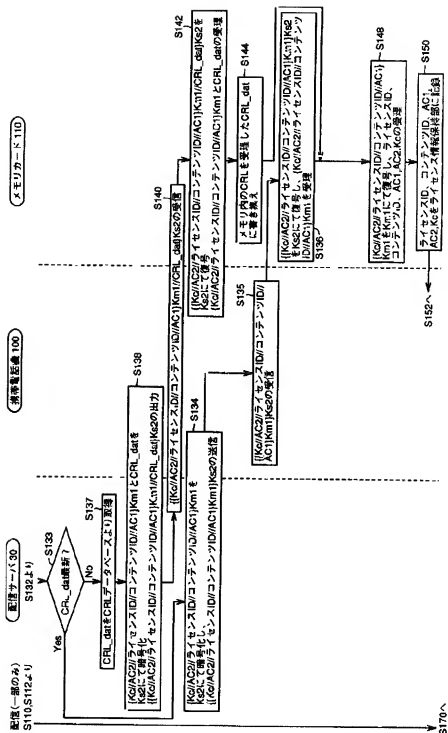 配信(一部のみ)
S110,S112より
配信サーバ30
携帯電話機100
メモリカード110
S132より
S133
CRL_dat最新?
Yes
No
S137
CRL_datをCRLデータベースより取得
S138
{Kc//AC2//ライセンスID//コンテンツID//AC1}Km1とCRL_datを
Ks2にて暗号化
{{Kc//AC2//ライセンスID//コンテンツID//AC1}Km1//CRL_dat}Ks2の出力
S134
{Kc//AC2//ライセンスID//コンテンツID//AC1}Km1を
Ks2にて暗号化し、
{{Kc//AC2//ライセンスID//コンテンツID//AC1}Km1}Ks2の送信
S140
{{Kc//AC2//ライセンスID//コンテンツID//AC1}Km1//CRL_dat}Ks2の受信
S135
{{Kc//AC2//ライセンスID//コンテンツID//
AC1}Km1}Ks2の受信
S142
{{Kc//AC2//ライセンスID//コンテンツID//AC1}Km1//CRL_dat}Ks2を
Ks2にて復号
{Kc//AC2//ライセンスID//コンテンツID//AC1}Km1とCRL_datの受理
S144
メモリ内のCRLを受理したCRL_dat
に書き換え
{{Kc//AC2//ライセンスID//コンテンツID//AC1}Km1}Ks2
をKs2にて復号し、{Kc//AC2//ライセンスID//コンテンツ
ID//AC1}Km1を受理
S136
S148
{Kc//AC2//ライセンスID//コンテンツID//AC1}
Km1をKm1にて復号し、ライセンスID、
コンテンツID、AC1,AC2,Kcの受理
S150
ライセンスID、コンテンツID、AC1,
AC2,Kcをライセンス情報保持部に記録
S152へ
S170へ